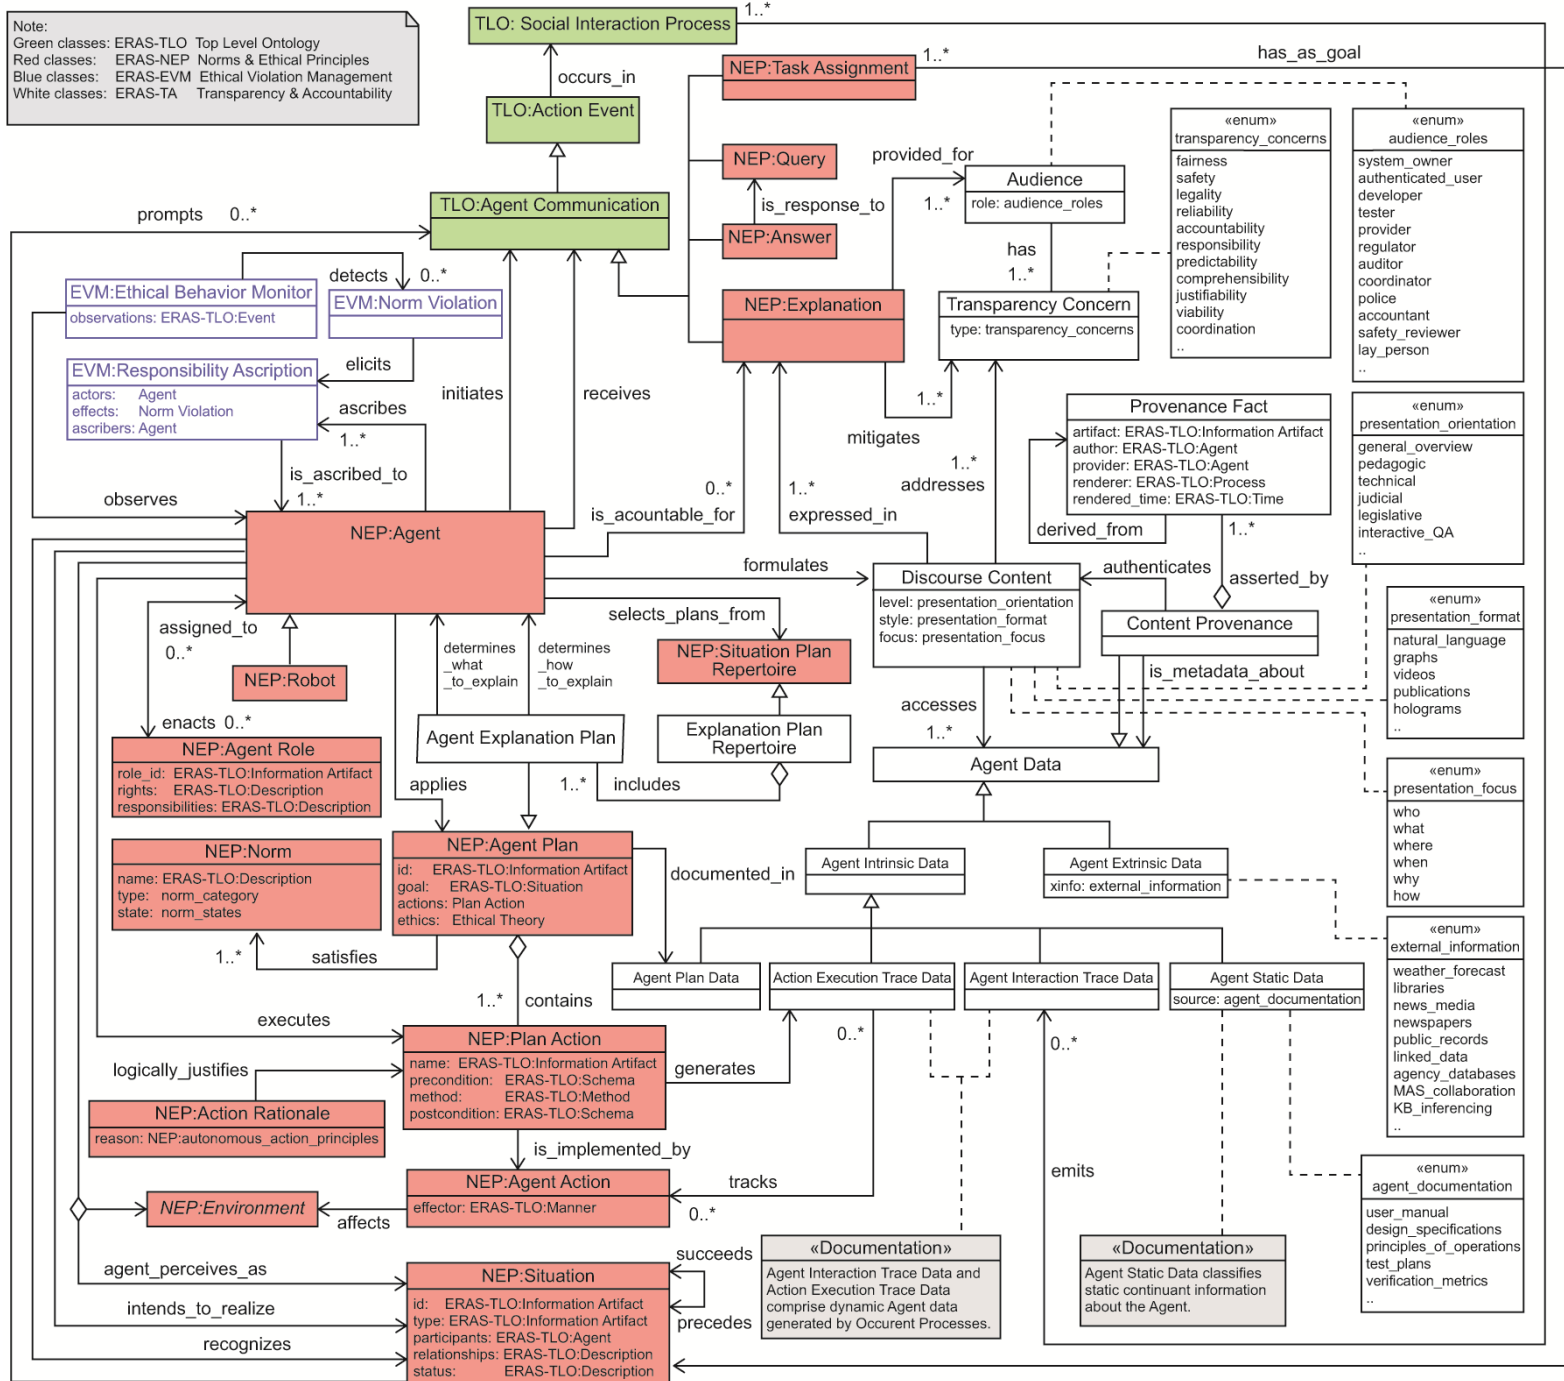 Note:
Green classes: ERAS-TLO Top Level Ontology
Red classes: ERAS-NEP Norms & Ethical Principles
Blue classes: ERAS-EVM Ethical Violation Management
White classes: ERAS-TA Transparency & Accountability
TLO: Social Interaction Process
1..*
occurs_in
TLO:Action Event
NEP:Task Assignment
1..*
has_as_goal
NEP:Query
is_response_to
NEP:Answer
provided_for
1..*
Audience
role: audience_roles
has
1..*
«enum»
transparency_concerns
fairness
safety
legality
reliability
accountability
responsibility
predictability
comprehensibility
justifiability
viability
coordination
..
«enum»
audience_roles
system_owner
authenticated_user
developer
tester
provider
regulator
auditor
coordinator
police
accountant
safety_reviewer
lay_person
..
prompts 0..*
TLO:Agent Communication
detects 0..*
EVM:Ethical Behavior Monitor
observations: ERAS-TLO:Event
EVM:Norm Violation
NEP:Explanation
Transparency Concern
type: transparency_concerns
elicits
EVM:Responsibility Ascription
actors: Agent
effects: Norm Violation
ascribers: Agent
ascribes
1..*
initiates
receives
1..*
mitigates
is_ascribed_to
1..*
observes
Provenance Fact
artifact: ERAS-TLO:Information Artifact
author: ERAS-TLO:Agent
provider: ERAS-TLO:Agent
renderer: ERAS-TLO:Process
rendered_time: ERAS-TLO:Time
derived_from
1..*
«enum»
presentation_orientation
general_overview
pedagogic
technical
judicial
legislative
interactive_QA
..
NEP:Agent
0..*
is_acountable_for
1..*
expressed_in
1..*
addresses
formulates
Discourse Content
level: presentation_orientation
style: presentation_format
focus: presentation_focus
authenticates
asserted_by
Content Provenance
is_metadata_about
«enum»
presentation_format
natural_language
graphs
videos
publications
holograms
..
assigned_to
0..*
NEP:Robot
enacts 0..*
determines
_what
_to_explain
determines
_how
_to_explain
selects_plans_from
NEP:Situation Plan
Repertoire
Agent Explanation Plan
Explanation Plan
Repertoire
accesses
1..*
Agent Data
NEP:Agent Role
role_id: ERAS-TLO:Information Artifact
rights: ERAS-TLO:Description
responsibilities: ERAS-TLO:Description
applies
1..*
includes
«enum»
presentation_focus
who
what
where
when
why
how
NEP:Norm
name: ERAS-TLO:Description
type: norm_category
state: norm_states
NEP:Agent Plan
id: ERAS-TLO:Information Artifact
goal: ERAS-TLO:Situation
actions: Plan Action
ethics: Ethical Theory
documented_in
Agent Intrinsic Data
Agent Extrinsic Data
xinfo: external_information
1..*
satisfies
Agent Plan Data
Action Execution Trace Data
Agent Interaction Trace Data
Agent Static Data
source: agent_documentation
«enum»
external_information
weather_forecast
libraries
news_media
newspapers
public_records
linked_data
agency_databases
MAS_collaboration
KB_inferencing
..
1..*
contains
executes
NEP:Plan Action
name: ERAS-TLO:Information Artifact
precondition: ERAS-TLO:Schema
method: ERAS-TLO:Method
postcondition: ERAS-TLO:Schema
generates
0..*
0..*
logically_justifies
NEP:Action Rationale
reason: NEP:autonomous_action_principles
is_implemented_by
NEP:Agent Action
effector: ERAS-TLO:Manner
tracks
0..*
emits
NEP:Environment
affects
«enum»
agent_documentation
user_manual
design_specifications
principles_of_operations
test_plans
verification_metrics
..
agent_perceives_as
intends_to_realize
recognizes
NEP:Situation
id: ERAS-TLO:Information Artifact
type: ERAS-TLO:Information Artifact
participants: ERAS-TLO:Agent
relationships: ERAS-TLO:Description
status: ERAS-TLO:Description
succeeds
precedes
«Documentation»
Agent Interaction Trace Data and
Action Execution Trace Data
comprise dynamic Agent data
generated by Occurent Processes.
«Documentation»
Agent Static Data classifies
static continuant information
about the Agent.